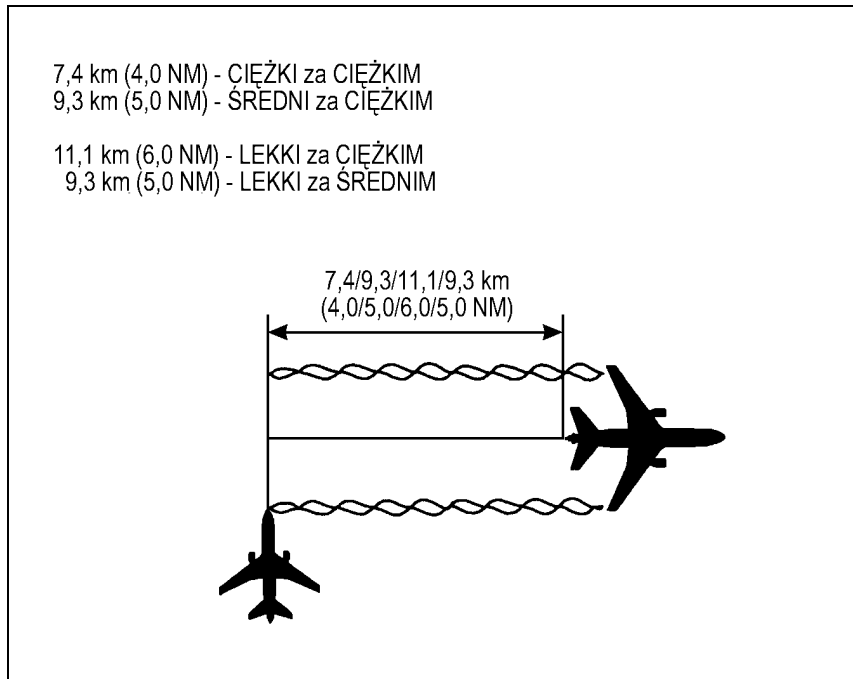 7,4 km (4,0 NM) - CIĘŻKI za CIĘŻKIM
9,3 km (5,0 NM) - ŚREDNI za CIĘŻKIM
11,1 km (6,0 NM) - LEKKI za CIĘŻKIM
9,3 km (5,0 NM) - LEKKI za ŚREDNIM
7,4/9,3/11,1/9,3 km
(4,0/5,0/6,0/5,0 NM)